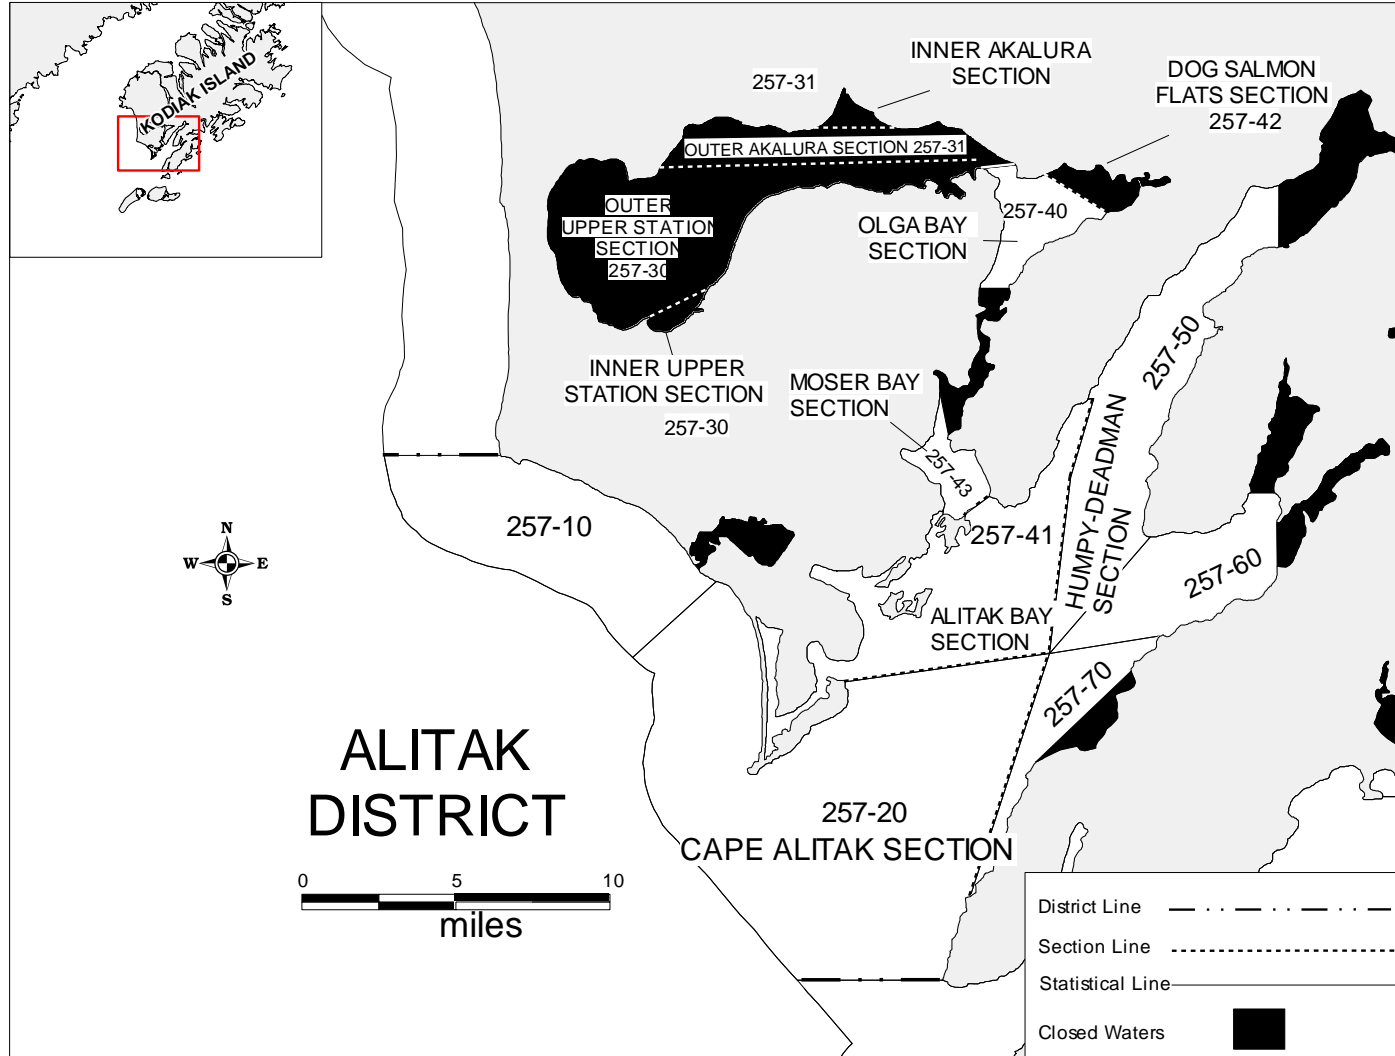 KODIAK ISLAND
INNER AKALURA
SECTION
257-31
DOG SALMON
FLATS SECTION
257-42
OUTER AKALURA SECTION 257-31
OUTER
UPPER STATION
SECTION
257-30
257-40
OLGA BAY
SECTION
INNER UPPER
STATION SECTION
257-30
MOSER BAY
SECTION
257-43
257-50
HUMPY-DEADMAN
SECTION
257-10
257-41
257-60
N
W
E
S
ALITAK BAY
SECTION
257-70
ALITAK
DISTRICT
257-20
CAPE ALITAK SECTION
0 5 10
miles
District Line
Section Line
Statistical Line
Closed Waters